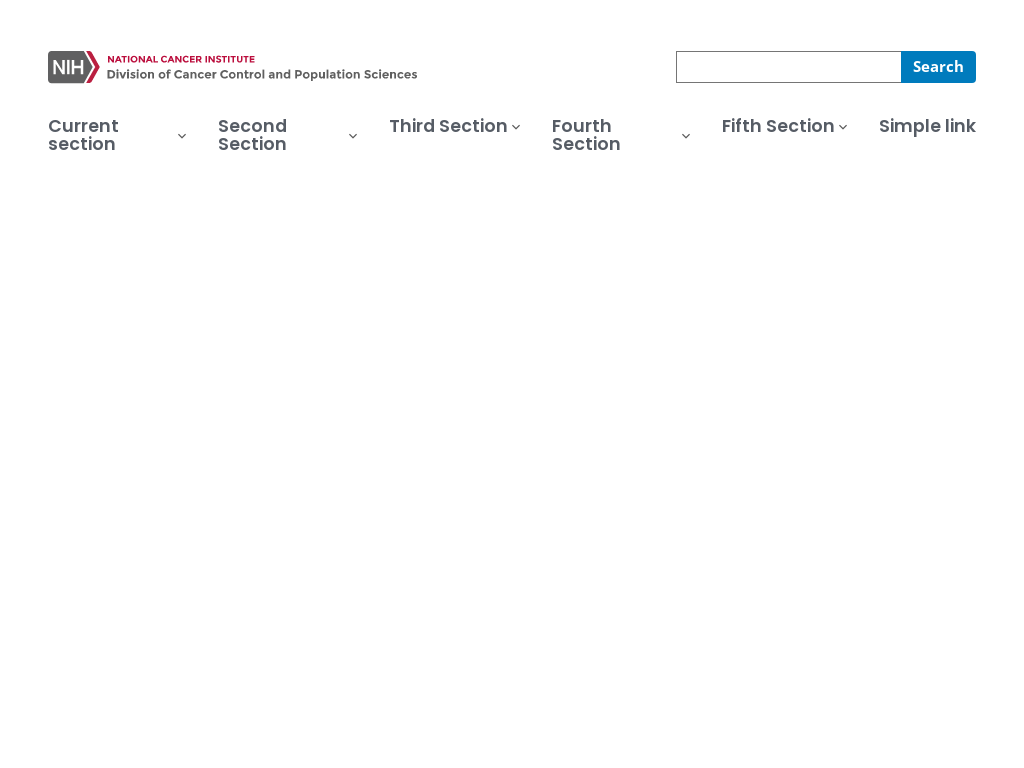 NIH
NATIONAL CANCER INSTITUTE
Division of Cancer Control and Population Sciences
Search
Current
section
Second
Section
Third Section
Fourth
Section
Fifth Section
Simple link